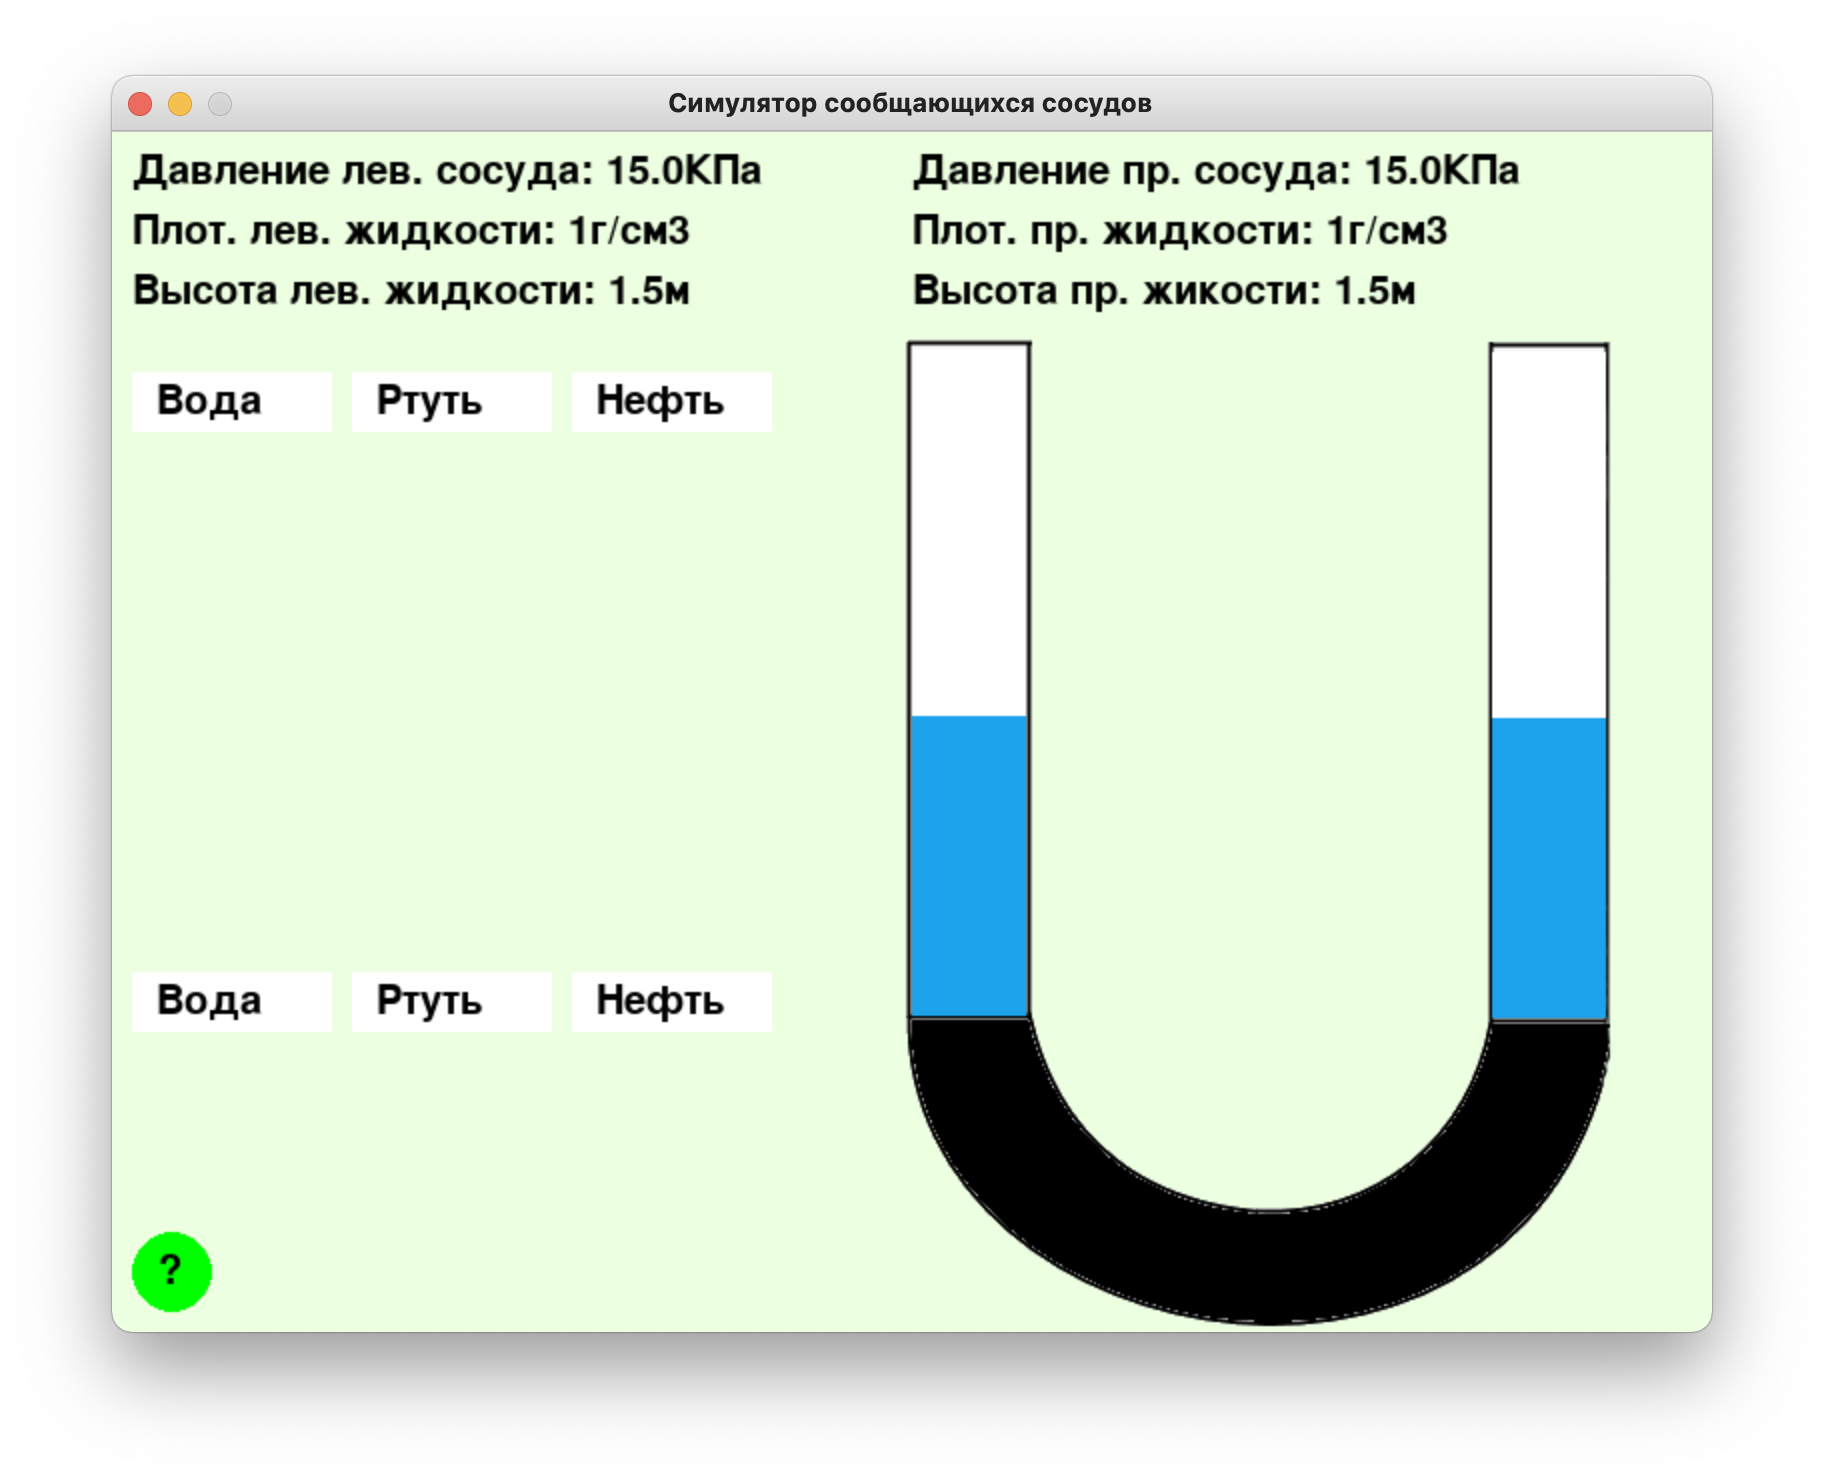 Симулятор сообщающихся сосудов
Давление лев. сосуда: 15.0КПа
Плот. лев. жидкости: 1г/см3
Высота лев. жидкости: 1.5м
Давление пр. сосуда: 15.0КПа
Плот. пр. жидкости: 1г/см3
Высота пр. жикости: 1.5м
Вода Ртуть Нефть
Вода Ртуть Нефть
?